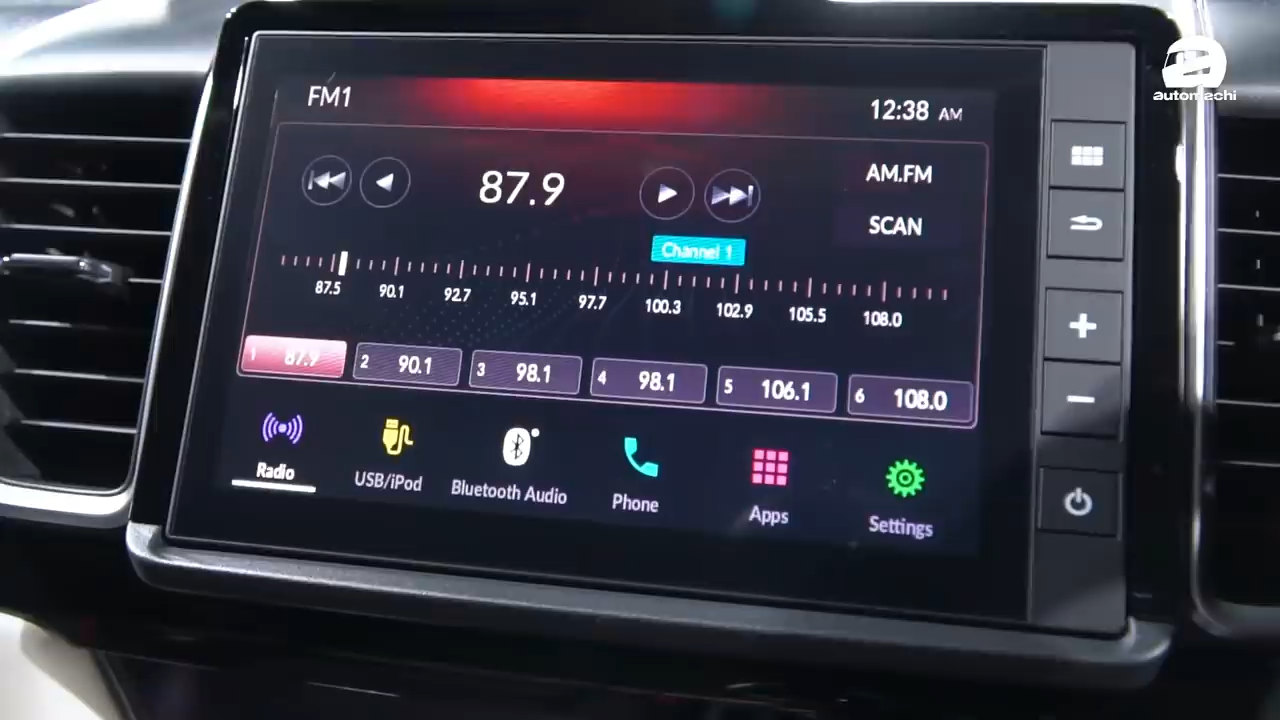 automachi
FM1
12:38 AM
87.9
AM.FM
SCAN
Channel 1
87.5 90.1 92.7 95.1 97.7 100.3 102.9 105.5 108.0
1 87.9 2 90.1 3 98.1 4 98.1 5 106.1 6 108.0
Radio USB/iPod Bluetooth Audio Phone Apps Settings